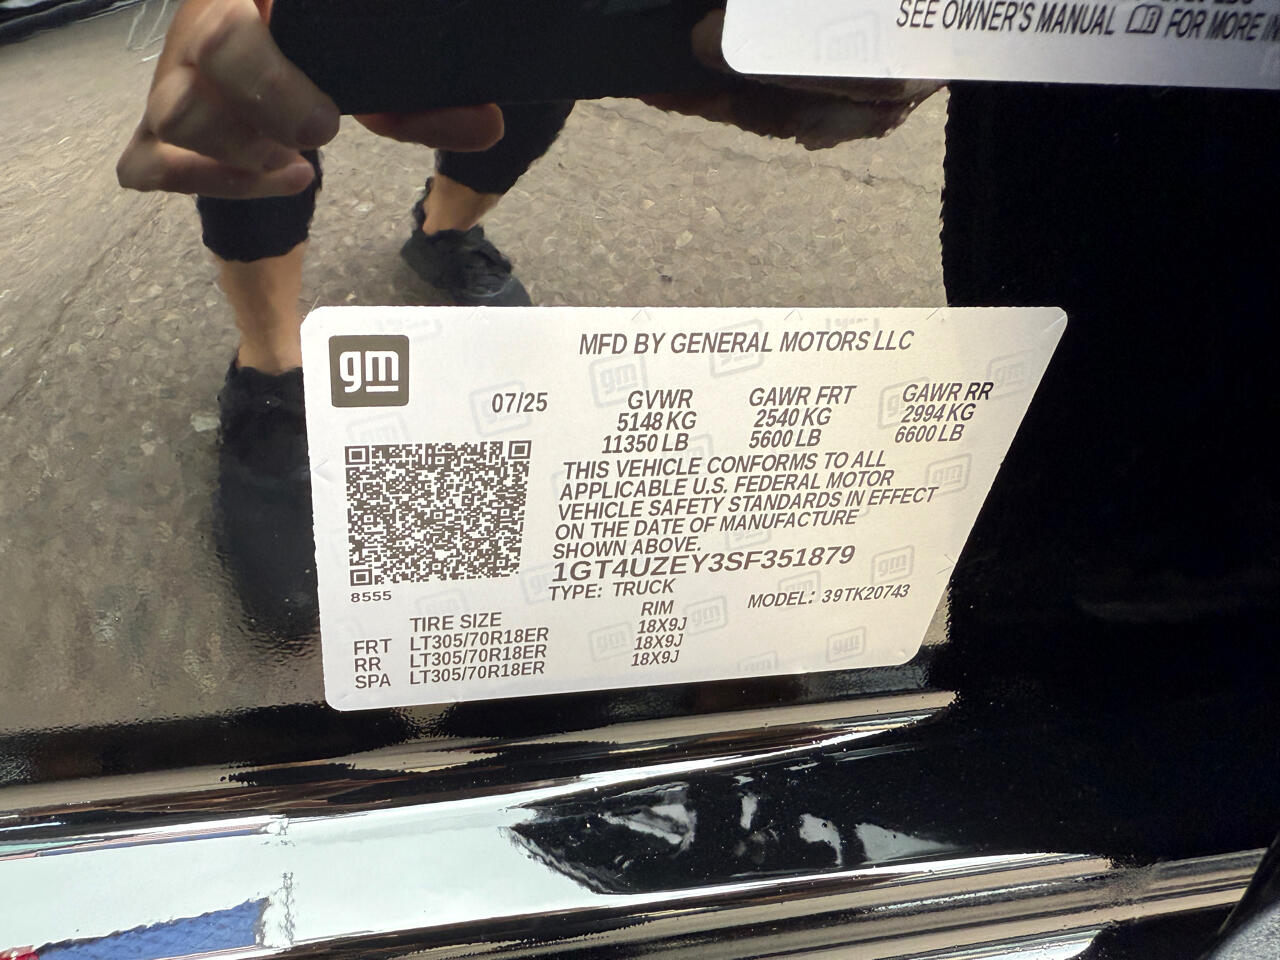 SEE OWNER'S MANUAL FOR MORE
gm
MFD BY GENERAL MOTORS LLC
07/25 GVWR GAWR FRT GAWR RR
5148 KG 2540 KG 2994 KG
11350 LB 5600 LB 6600 LB
THIS VEHICLE CONFORMS TO ALL
APPLICABLE U.S. FEDERAL MOTOR
VEHICLE SAFETY STANDARDS IN EFFECT
ON THE DATE OF MANUFACTURE
SHOWN ABOVE.
1GT4UZEY3SF351879
TYPE: TRUCK MODEL: 39TK20743
8555
TIRE SIZE RIM
FRT LT305/70R18ER 18X9J
RR LT305/70R18ER 18X9J
SPA LT305/70R18ER 18X9J